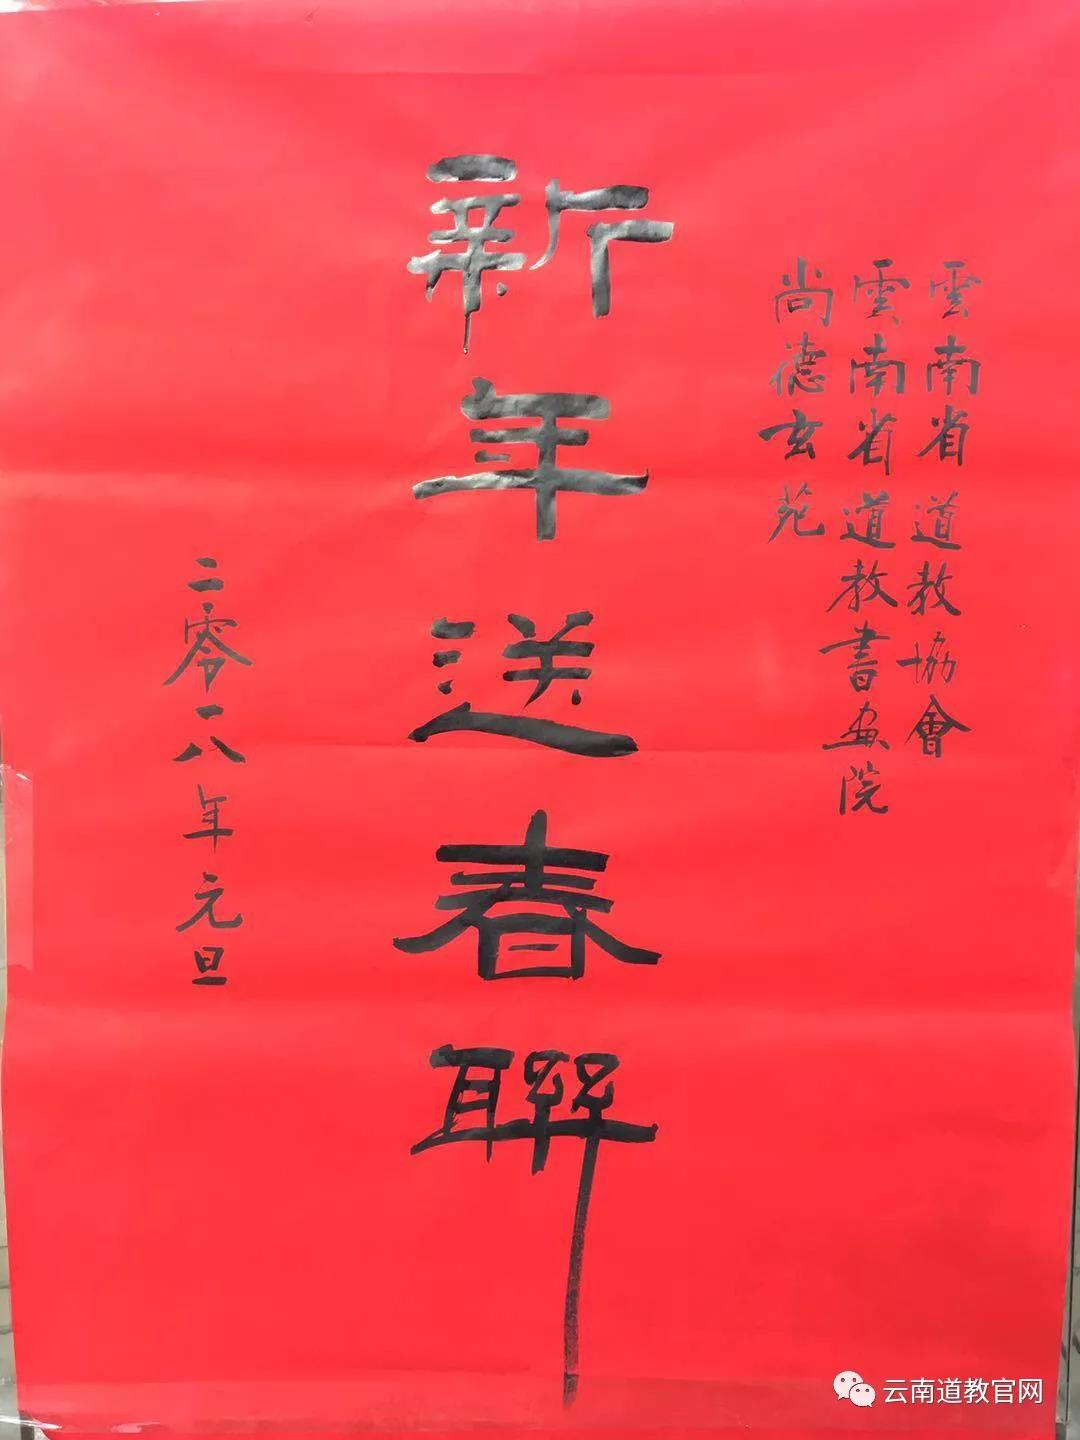 雲南省道教協會
雲南省道教書画院
尚德玄苑
新年送春聯
二零一八年元旦
云南道教官网